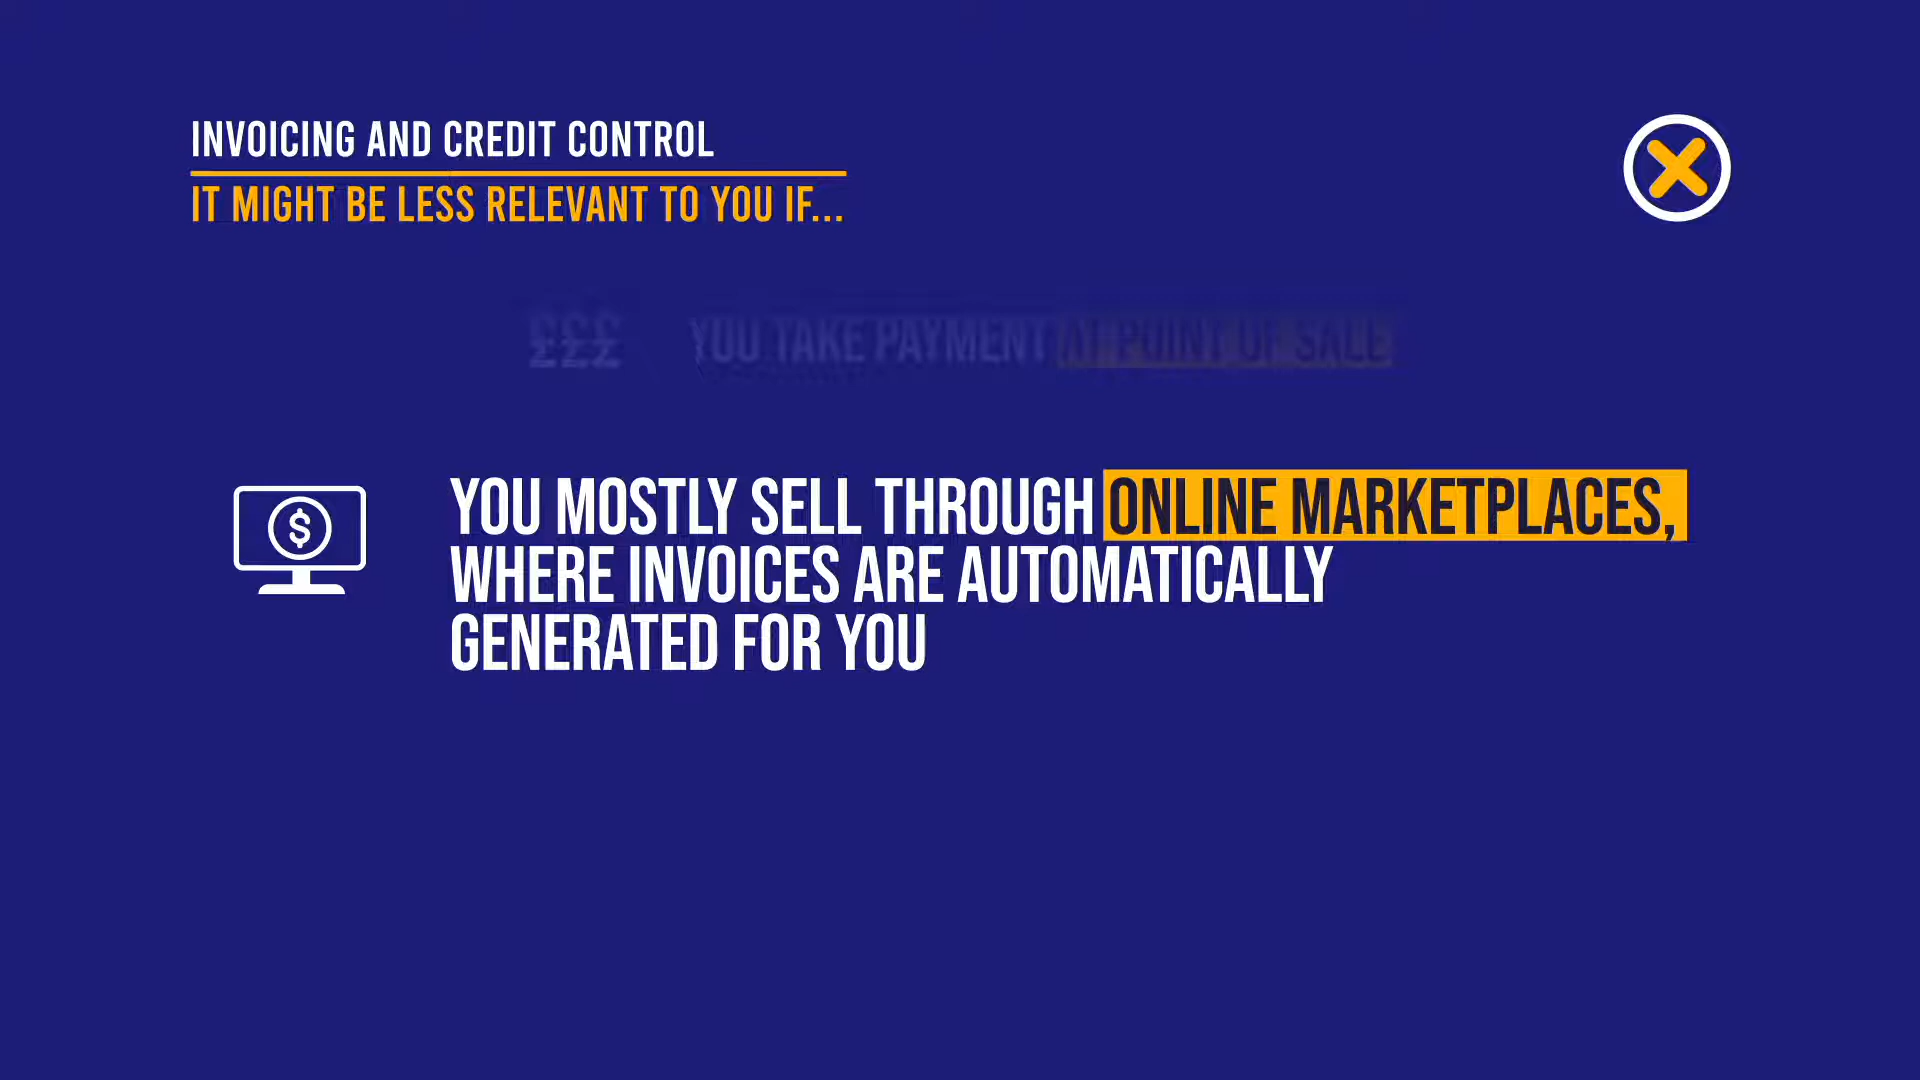 INVOICING AND CREDIT CONTROL
IT MIGHT BE LESS RELEVANT TO YOU IF...
£££ YOU TAKE PAYMENT AT POINT OF SALE
YOU MOSTLY SELL THROUGH ONLINE MARKETPLACES,
WHERE INVOICES ARE AUTOMATICALLY
GENERATED FOR YOU
$